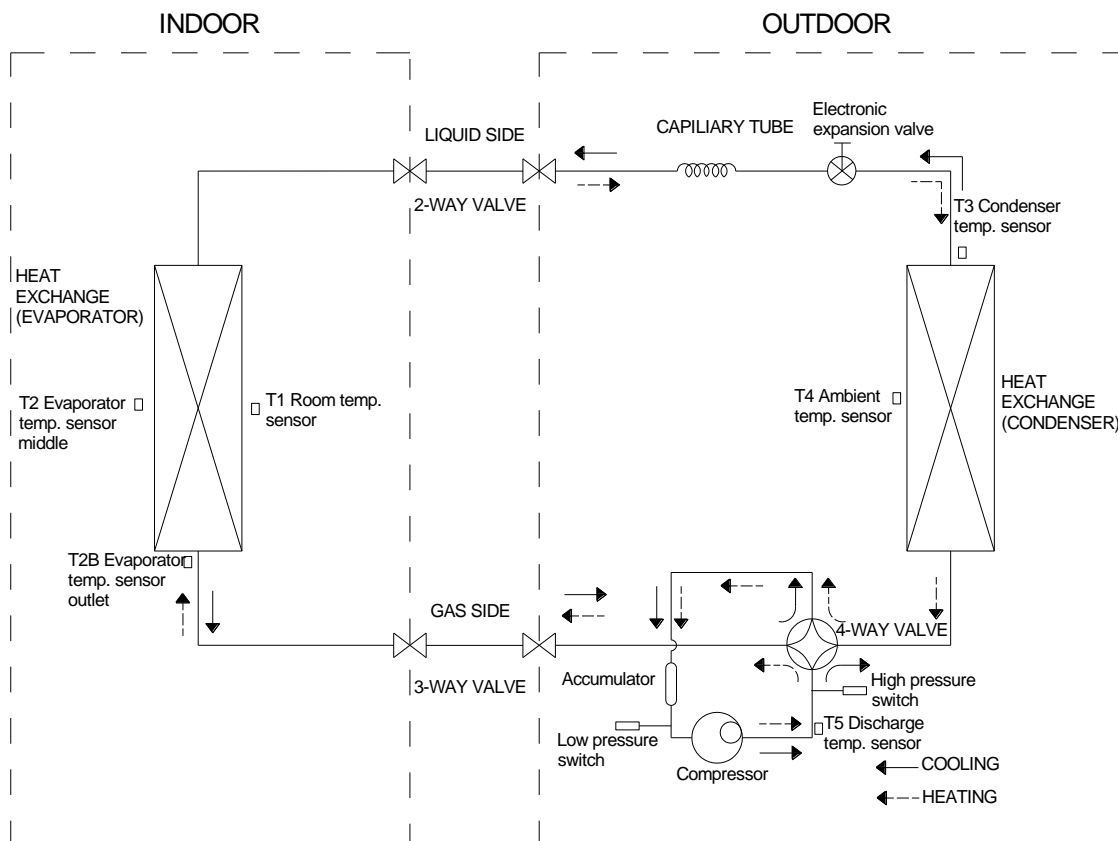 INDOOR
OUTDOOR
LIQUID SIDE
CAPILIARY TUBE
Electronic
expansion valve
2-WAY VALVE
T3 Condenser
temp. sensor
HEAT
EXCHANGE
(EVAPORATOR)
T2 Evaporator
temp. sensor
middle
T1 Room temp.
sensor
T4 Ambient
temp. sensor
HEAT
EXCHANGE
(CONDENSER)
T2B Evaporator
temp. sensor
outlet
GAS SIDE
4-WAY VALVE
3-WAY VALVE
Accumulator
High pressure
switch
Low pressure
switch
T5 Discharge
temp. sensor
Compressor
COOLING
HEATING